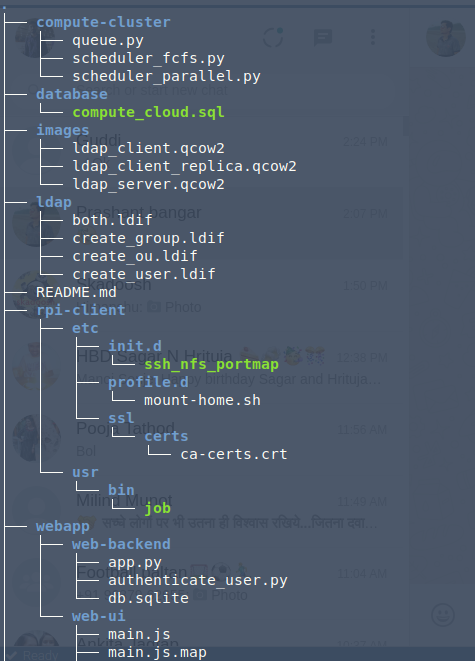 .
├── compute-cluster
│   ├── queue.py
│   ├── scheduler_fcfs.py
│   └── scheduler_parallel.py
├── database
│   └── compute_cloud.sql
├── images
│   ├── ldap_client.qcow2
│   ├── ldap_client_replica.qcow2
│   └── ldap_server.qcow2
├── ldap
│   ├── both.ldif
│   ├── create_group.ldif
│   ├── create_ou.ldif
│   └── create_user.ldif
├── README.md
├── rpi-client
│   ├── etc
│   │   ├── init.d
│   │   │   └── ssh_nfs_portmap
│   │   ├── profile.d
│   │   │   └── mount-home.sh
│   │   └── ssl
│   │       └── certs
│   │           └── ca-certs.crt
│   └── usr
│       └── bin
│           └── job
├── webapp
│   ├── web-backend
│   │   ├── app.py
│   │   ├── authenticate_user.py
│   │   └── db.sqlite
│   └── web-ui
│       ├── main.js
│       ├── main.js.map